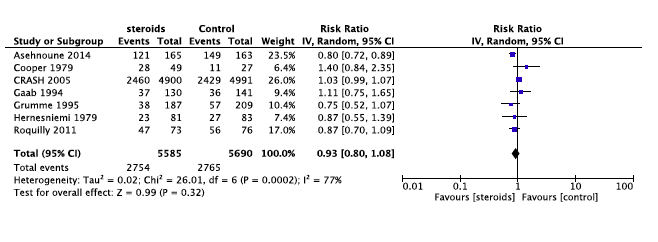 steroids Control Risk Ratio Risk Ratio
Study or Subgroup Events Total Events Total Weight IV, Random, 95% CI IV, Random, 95% CI
Asehnoune 2014 121 165 149 163 23.5% 0.80 [0.72, 0.89]
Cooper 1979 28 49 11 27 5.4% 1.40 [0.84, 2.35]
CRASH 2005 2460 4900 2429 4991 26.0% 1.03 [0.99, 1.07]
Gaab 1994 37 130 36 141 9.1% 1.11 [0.75, 1.65]
Grumme 1995 38 187 57 209 10.4% 0.75 [0.52, 1.07]
Hernesniemi 1979 23 81 27 83 7.4% 0.87 [0.55, 1.39]
Roquilly 2011 47 73 56 76 18.2% 0.87 [0.70, 1.09]
Total (95% CI) 5585 5690 100.0% 0.93 [0.80, 1.08]
Total events 2754 2765
Heterogeneity: Tau² = 0.02; Chi² = 26.01, df = 6 (P = 0.0002); I² = 77%
Test for overall effect: Z = 0.99 (P = 0.32)
0.01 0.1 1 10 100
Favours [steroids] Favours [control]